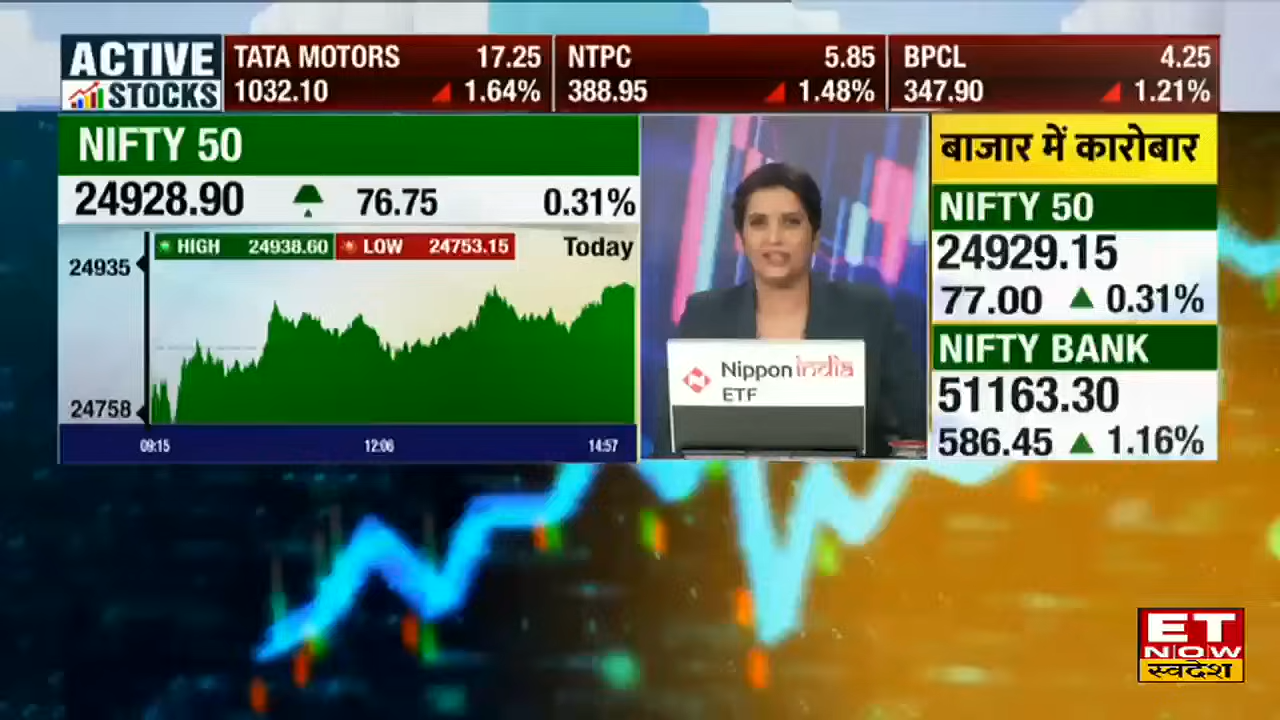 ACTIVE STOCKS
TATA MOTORS 17.25
1032.10 1.64%
NTPC 5.85
388.95 1.48%
BPCL 4.25
347.90 1.21%
NIFTY 50
24928.90 76.75 0.31%
HIGH 24938.60 LOW 24753.15 Today
24935
24758
09:15 12:06 14:57
Nippon india
ETF
बाजार में कारोबार
NIFTY 50
24929.15
77.00 0.31%
NIFTY BANK
51163.30
586.45 1.16%
ET
NOW
स्वदेश